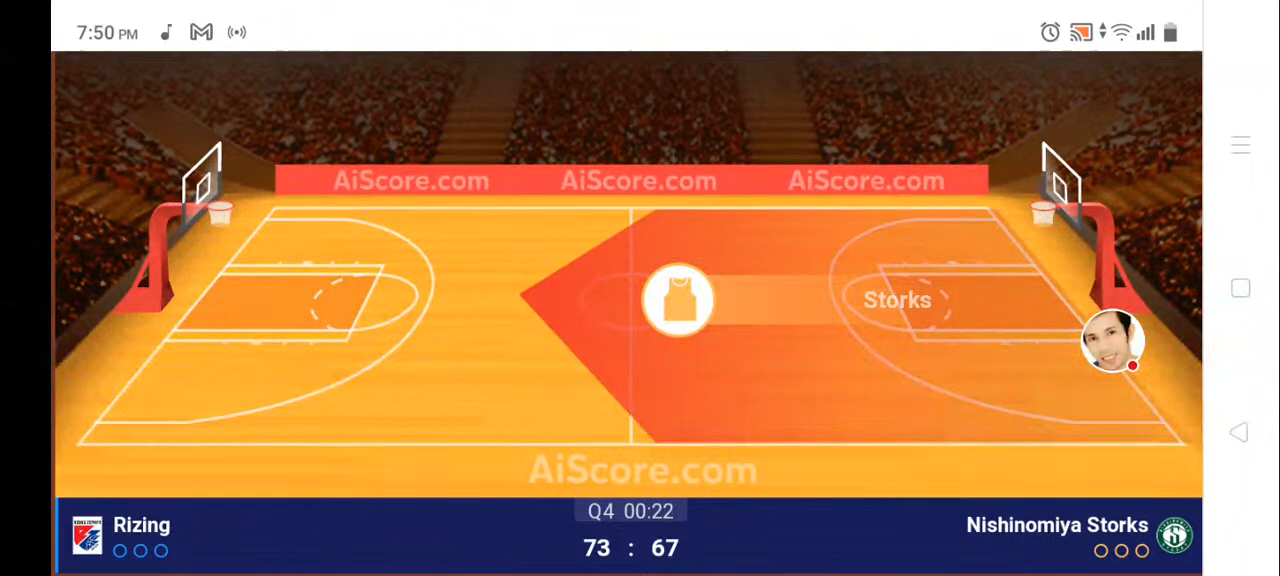 7:50 PM
AiScore.com AiScore.com AiScore.com
Storks
AiScore.com
Rizing
Q4 00:22
Nishinomiya Storks
73 : 67